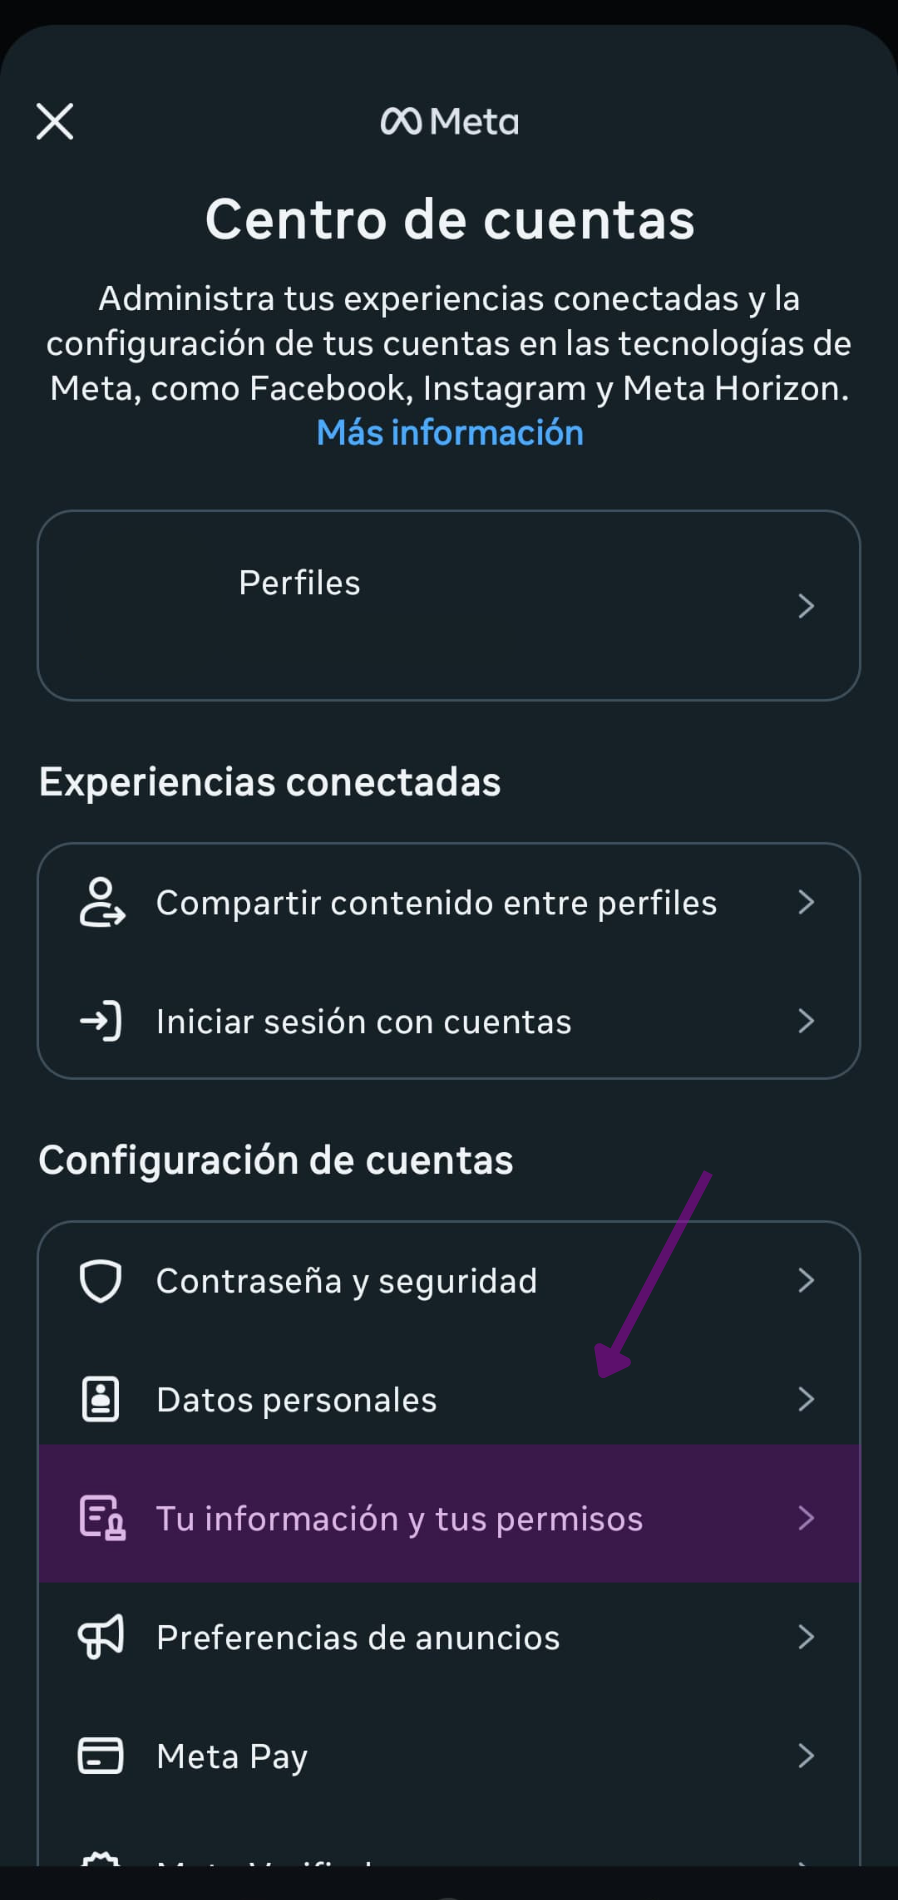 Meta
Centro de cuentas
Administra tus experiencias conectadas y la
configuración de tus cuentas en las tecnologías de
Meta, como Facebook, Instagram y Meta Horizon.
Más información
Perfiles
Experiencias conectadas
Compartir contenido entre perfiles
Iniciar sesión con cuentas
Configuración de cuentas
Contraseña y seguridad
Datos personales
Tu información y tus permisos
Preferencias de anuncios
Meta Pay